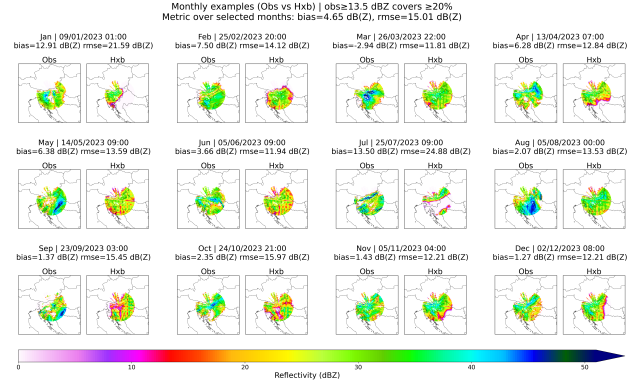 Monthly examples (Obs vs Hxb) | obs≥13.5 dBZ covers ≥20%
Metric over selected months: bias=4.65 dB(Z), rmse=15.01 dB(Z)
Jan | 09/01/2023 01:00
bias=12.91 dB(Z) rmse=21.59 dB(Z)
Obs Hxb
Feb | 25/02/2023 20:00
bias=7.50 dB(Z) rmse=14.12 dB(Z)
Obs Hxb
Mar | 26/03/2023 22:00
bias=-2.94 dB(Z) rmse=11.81 dB(Z)
Obs Hxb
Apr | 13/04/2023 07:00
bias=6.28 dB(Z) rmse=12.84 dB(Z)
Obs Hxb
May | 14/05/2023 09:00
bias=6.38 dB(Z) rmse=13.59 dB(Z)
Obs Hxb
Jun | 05/06/2023 09:00
bias=3.66 dB(Z) rmse=11.94 dB(Z)
Obs Hxb
Jul | 25/07/2023 09:00
bias=13.50 dB(Z) rmse=24.88 dB(Z)
Obs Hxb
Aug | 05/08/2023 00:00
bias=2.07 dB(Z) rmse=13.53 dB(Z)
Obs Hxb
Sep | 23/09/2023 03:00
bias=1.37 dB(Z) rmse=15.45 dB(Z)
Obs Hxb
Oct | 24/10/2023 21:00
bias=2.35 dB(Z) rmse=15.97 dB(Z)
Obs Hxb
Nov | 05/11/2023 04:00
bias=1.43 dB(Z) rmse=12.21 dB(Z)
Obs Hxb
Dec | 02/12/2023 08:00
bias=1.27 dB(Z) rmse=12.21 dB(Z)
Obs Hxb
0 10 20 30 40 50
Reflectivity (dBZ)